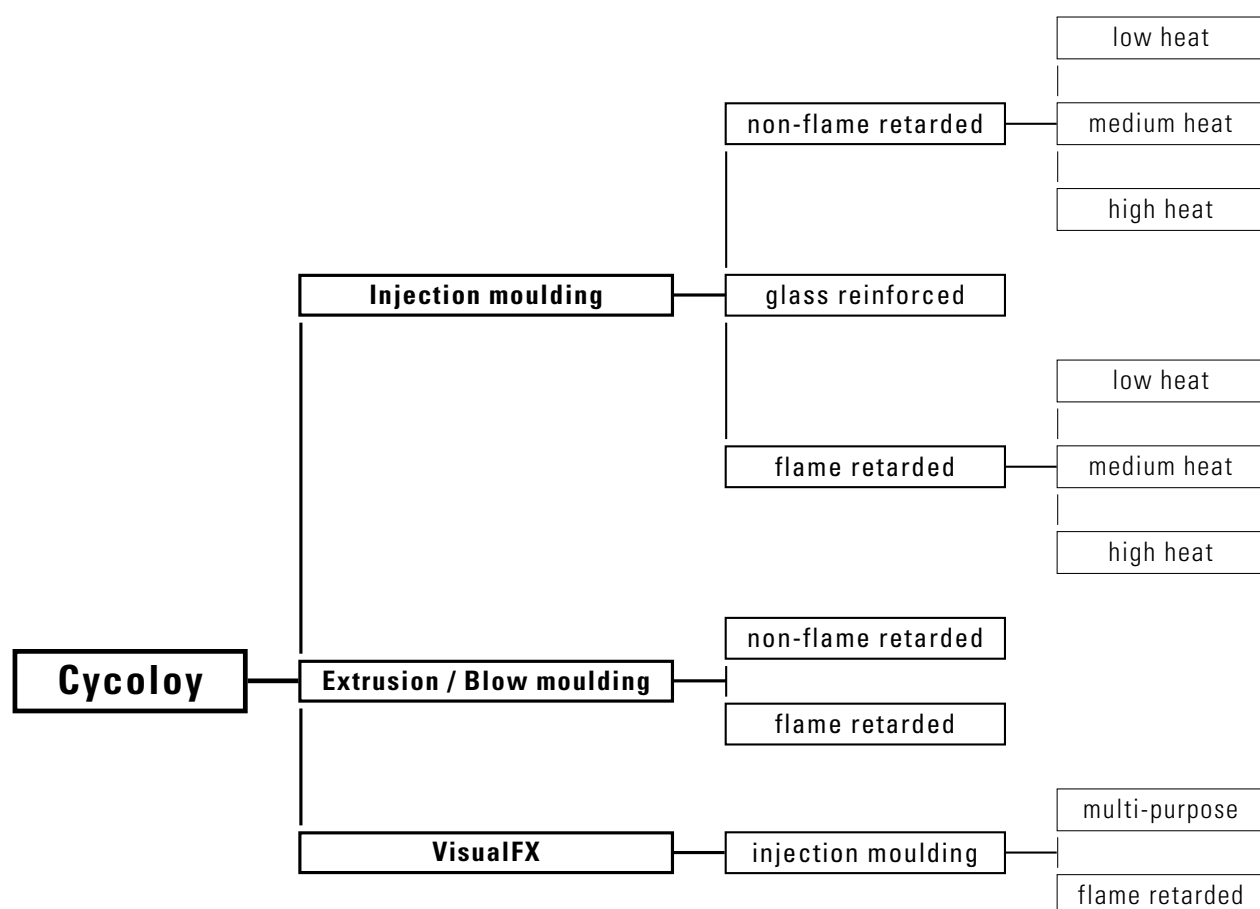 low heat
non-flame retarded
medium heat
high heat
Injection moulding
glass reinforced
low heat
flame retarded
medium heat
high heat
non-flame retarded
Cycoloy
Extrusion / Blow moulding
flame retarded
multi-purpose
VisualFX
injection moulding
flame retarded